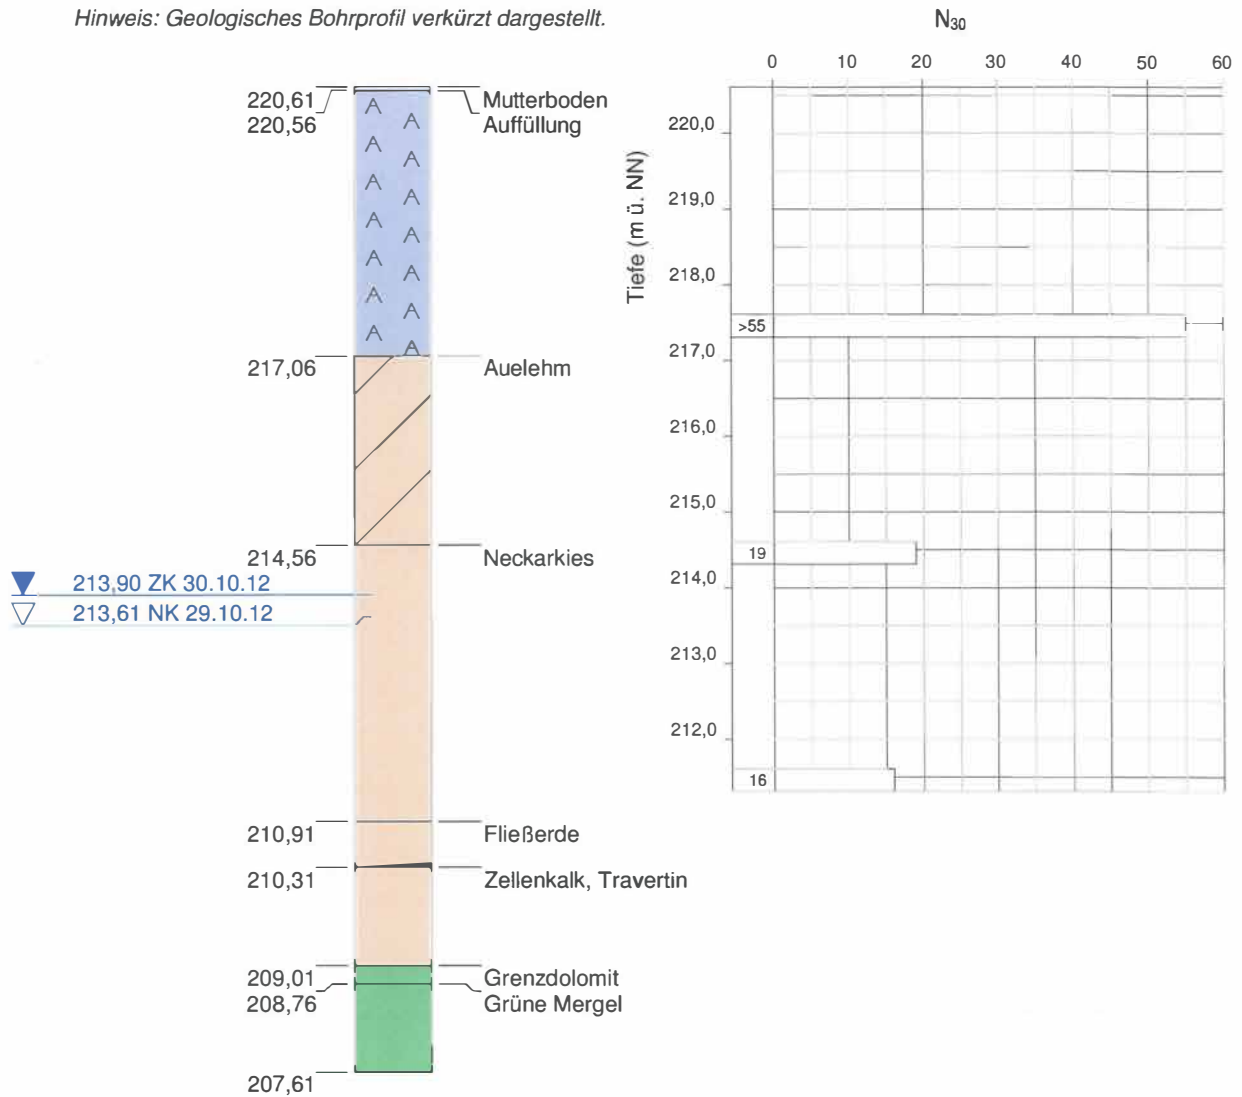 Hinweis: Geologisches Bohrprofil verkürzt dargestellt.
N30
0 10 20 30 40 50 60
220,61 Mutterboden
220,56 Auffüllung
217,06 Auelehm
214,56 Neckarkies
213,90 ZK 30.10.12
213,61 NK 29.10.12
210,91 Fließerde
210,31 Zellenkalk, Travertin
209,01 Grenzdolomit
208,76 Grüne Mergel
207,61
Tiefe (m ü. NN)
220,0
219,0
218,0
>55
217,0
216,0
215,0
19
214,0
213,0
212,0
16